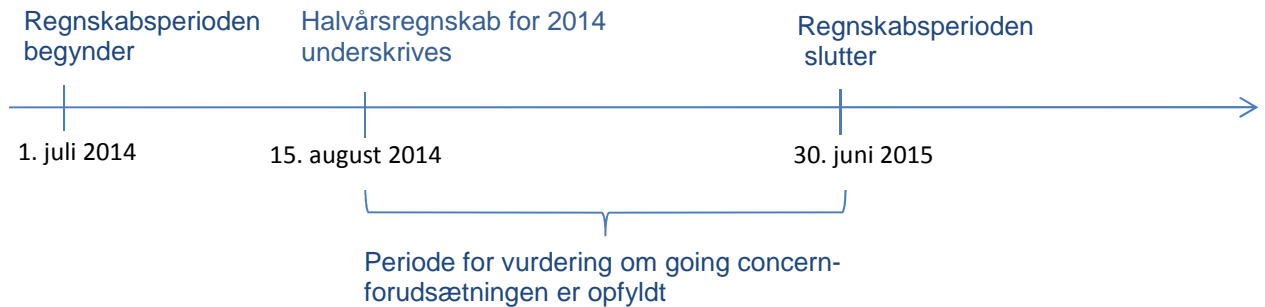 Regnskabsperioden
begynder
Halvårsregnskab for 2014
underskrives
Regnskabsperioden
slutter
1. juli 2014
15. august 2014
30. juni 2015
Periode for vurdering om going concern-
forudsætningen er opfyldt